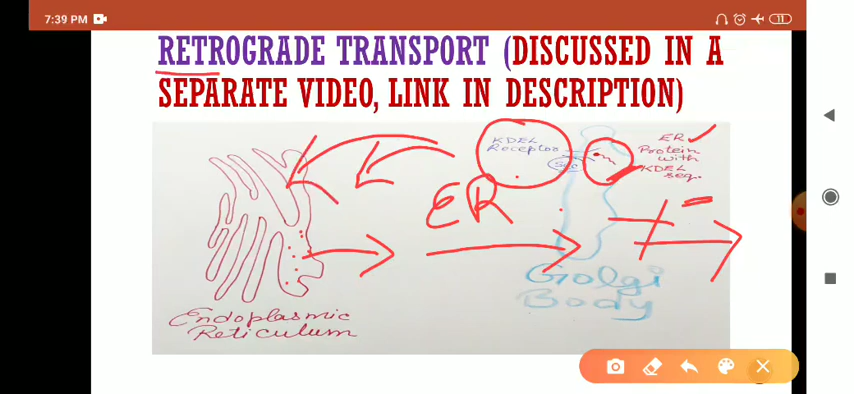 7:39 PM
11
RETROGRADE TRANSPORT (DISCUSSED IN A
SEPARATE VIDEO, LINK IN DESCRIPTION)
KDEL
Receptor
ER
Protein
with
KDEL
seq.
ER
Golgi
Body
Endoplasmic
Reticulum